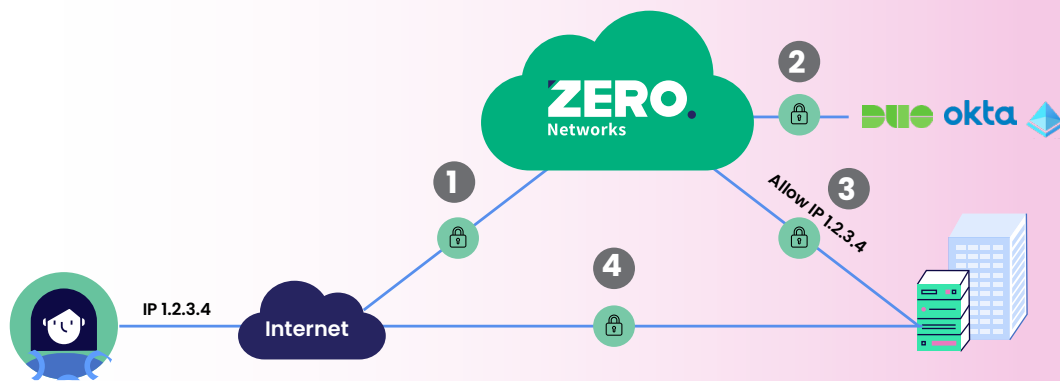 2
ZERO.
Networks
DUO okta
1
3
Allow IP 1.2.3.4
4
IP 1.2.3.4
Internet